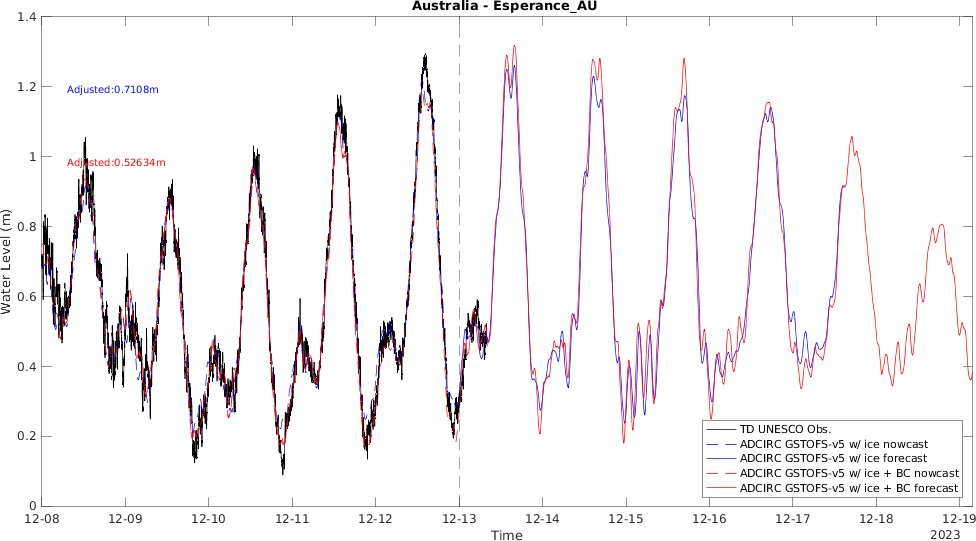 Australia - Esperance_AU
1.4
1.2
1
0.8
0.6
0.4
0.2
0
Water Level (m)
Adjusted:0.7108m
Adjusted:0.52634m
TD UNESCO Obs.
ADCIRC GSTOFS-v5 w/ ice nowcast
ADCIRC GSTOFS-v5 w/ ice forecast
ADCIRC GSTOFS-v5 w/ ice + BC nowcast
ADCIRC GSTOFS-v5 w/ ice + BC forecast
12-08 12-09 12-10 12-11 12-12 12-13 12-14 12-15 12-16 12-17 12-18 12-19
Time
2023